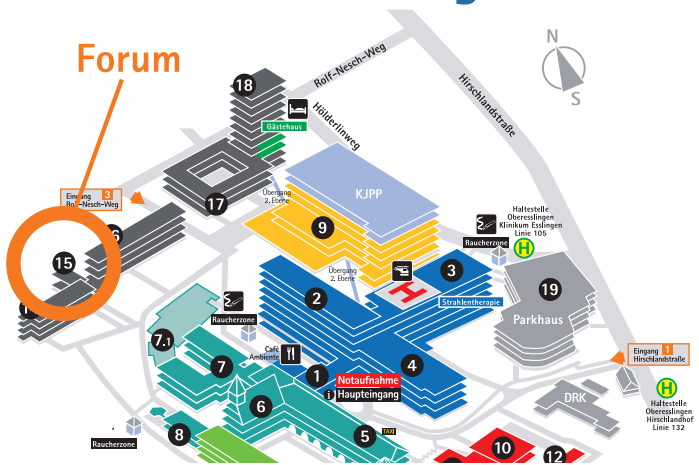 Forum
N
S
Rolf-Nesch-Weg
Hirschlandstraße
18
Hölderlinweg
Gästehaus
KJPP
Eingang 3
Rolf-Nesch-Weg
17
Übergang
2. Ebene
9
Haltestelle
Oberesslingen
Klinikum Esslingen
Linie 105
Raucherzone
H
15
6
Übergang
2. Ebene
3
H
Strahlentherapie
2
19
Parkhaus
1
Raucherzone
7.1
7
Café
Ambiente
1
4
Notaufnahme
i Haupteingang
Eingang 1
Hirschlandstraße
DRK
H
Haltestelle
Oberesslingen
Hirschlandhof
Linie 132
6
5
TAXI
8
Raucherzone
10
12